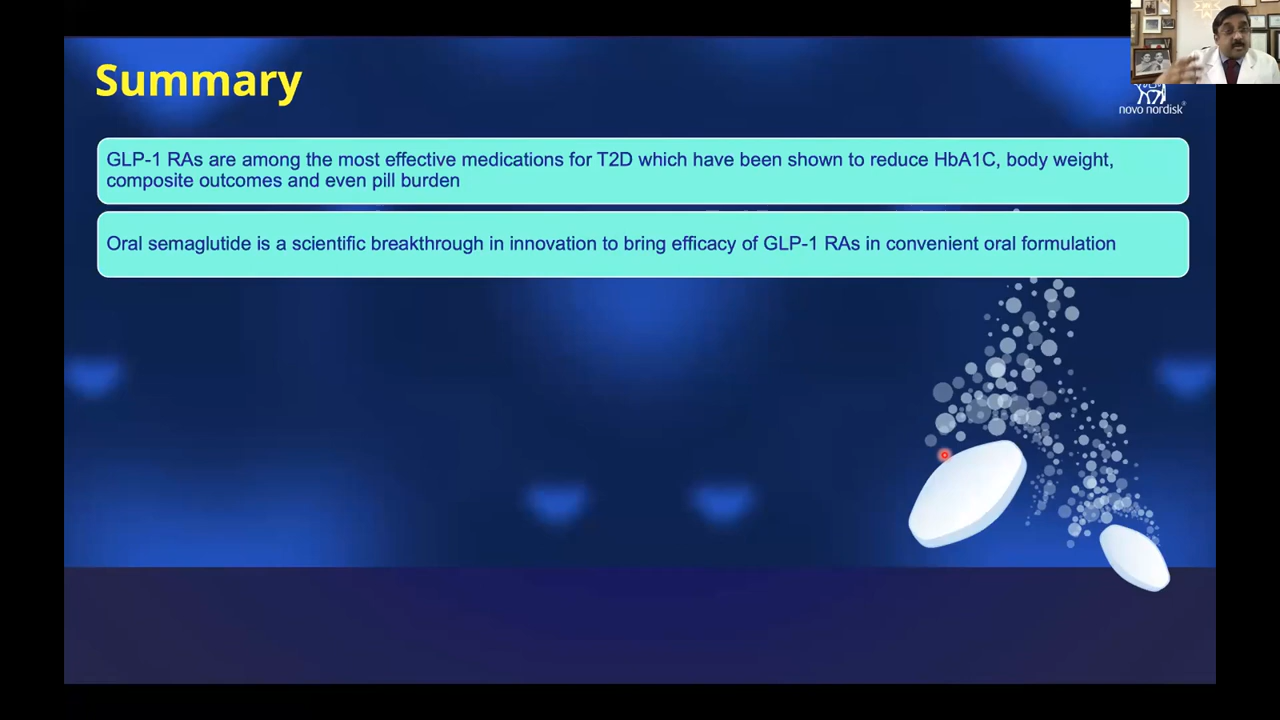 Summary
novo nordisk
GLP-1 RAs are among the most effective medications for T2D which have been shown to reduce HbA1C, body weight,
composite outcomes and even pill burden
Oral semaglutide is a scientific breakthrough in innovation to bring efficacy of GLP-1 RAs in convenient oral formulation